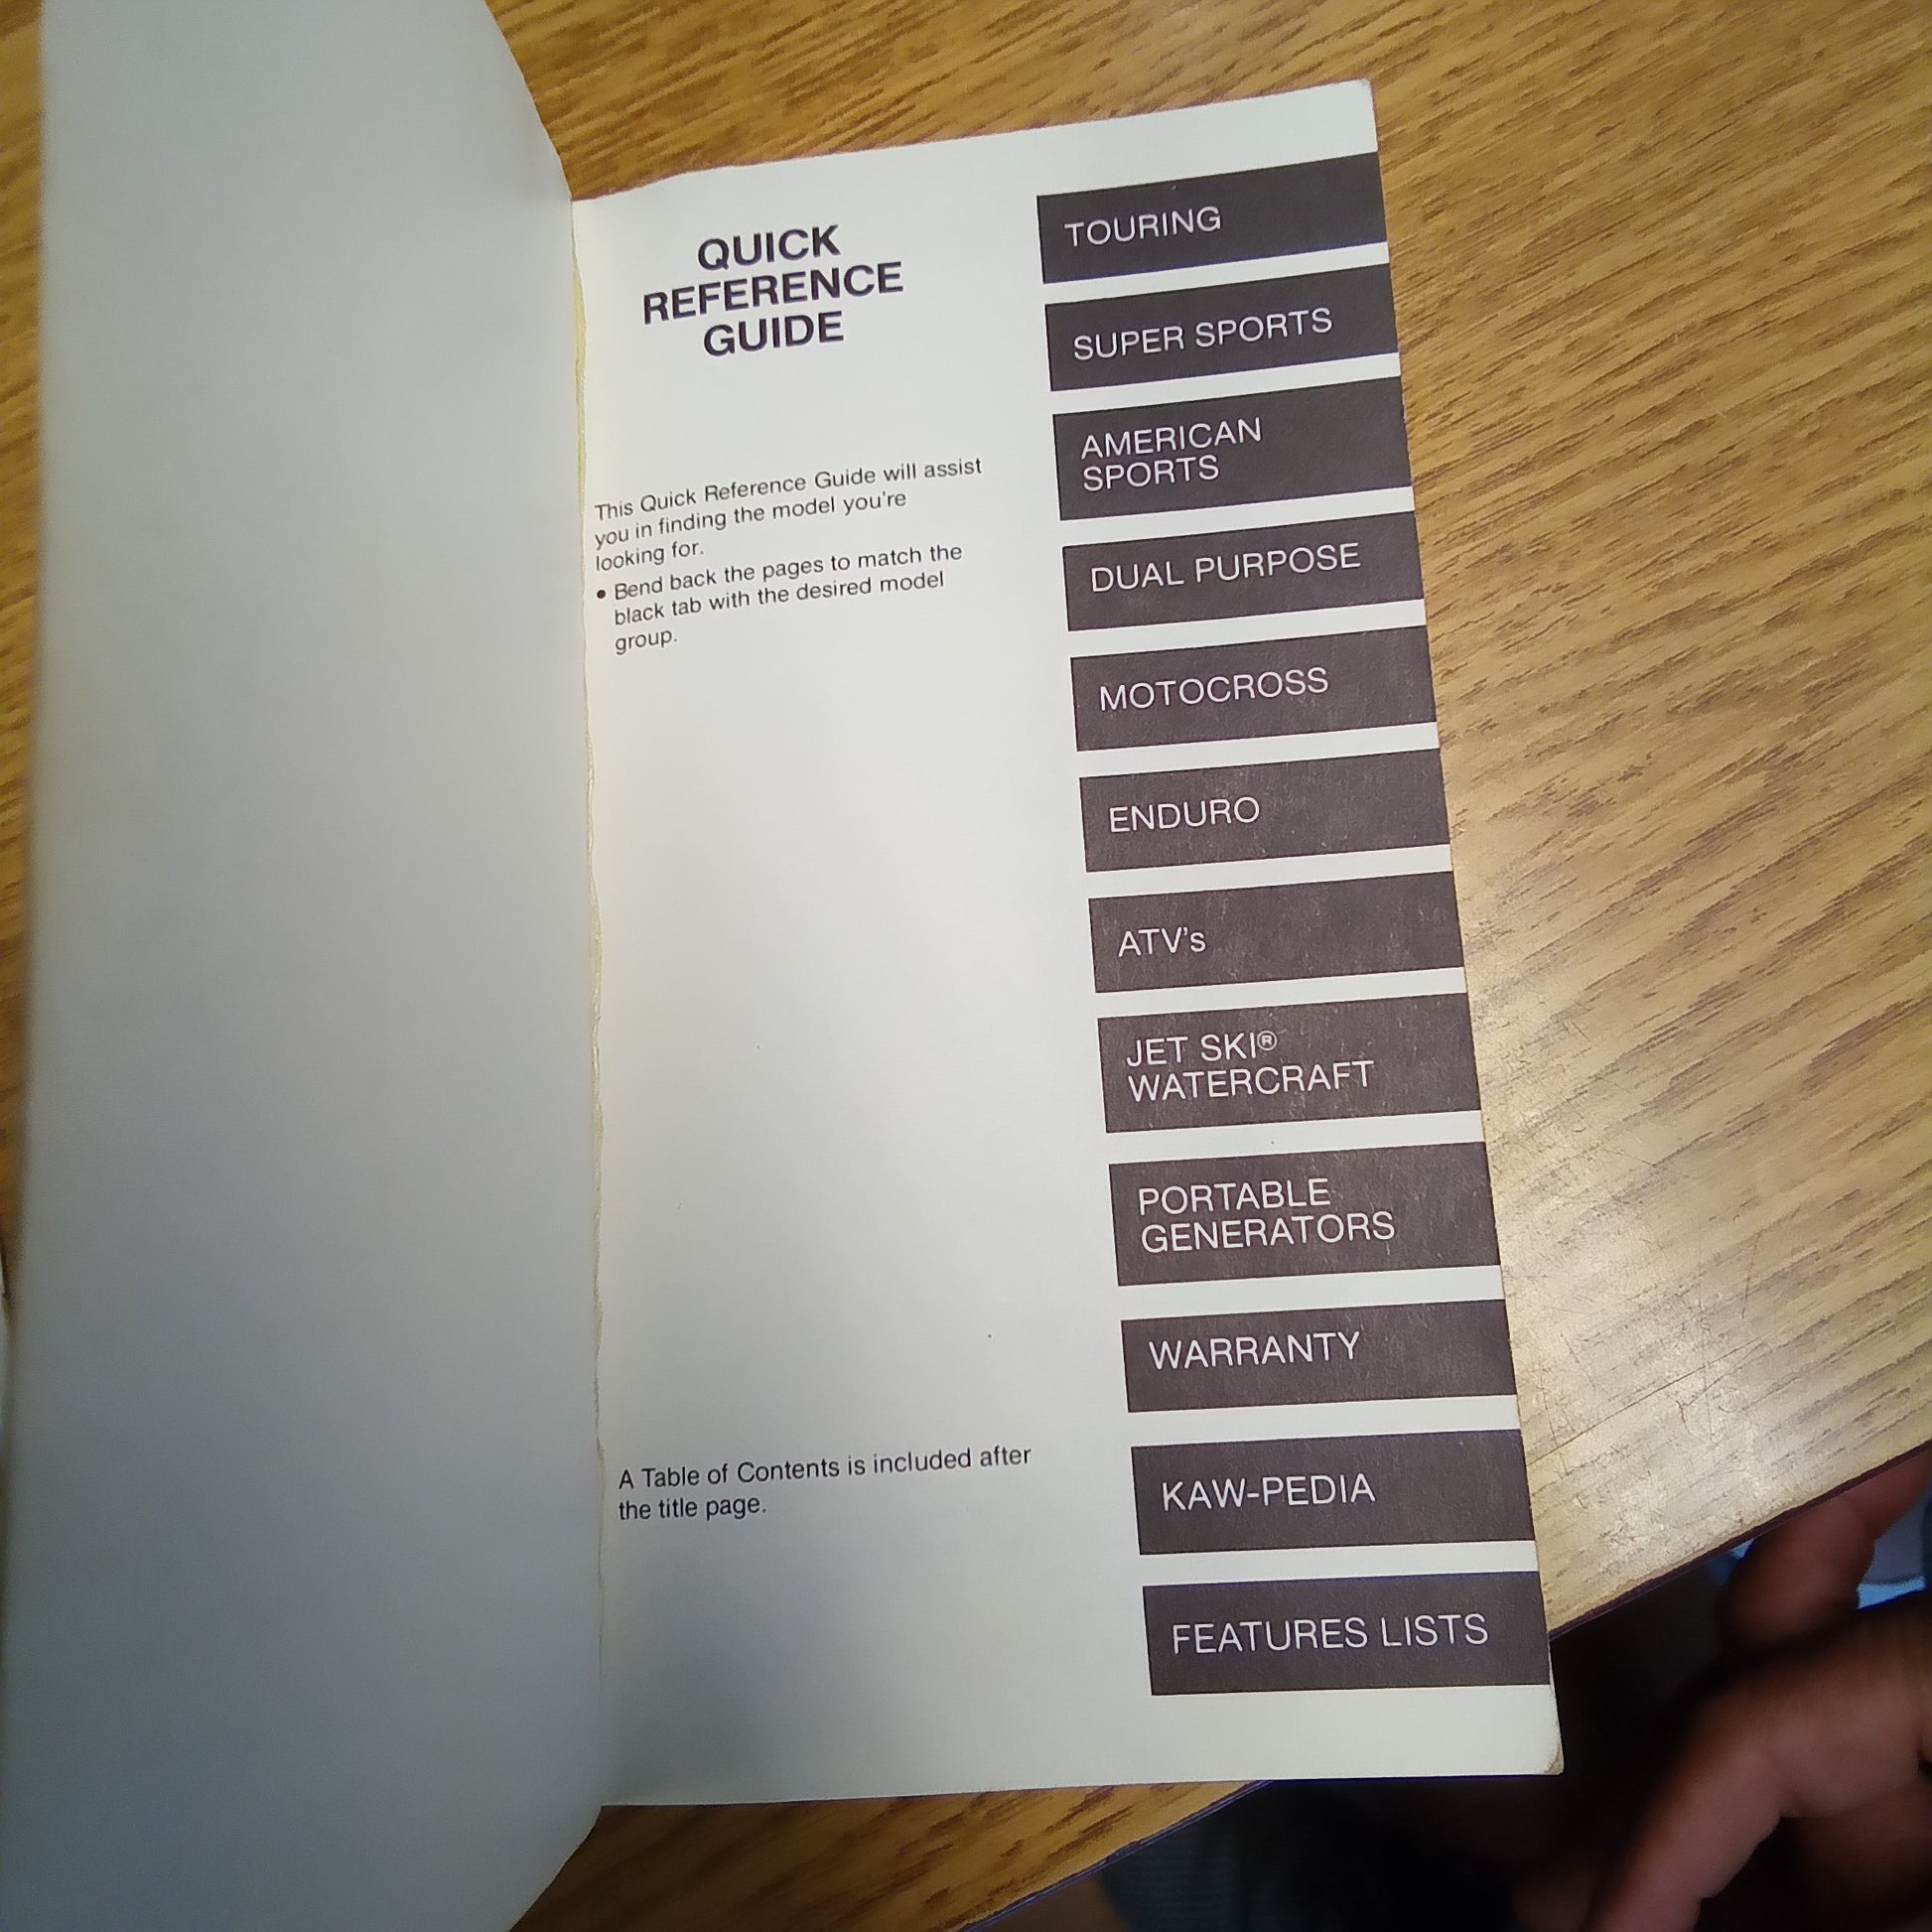 QUICK
REFERENCE
GUIDE
This Quick Reference Guide will assist
you in finding the model you're
looking for.
• Bend back the pages to match the
black tab with the desired model
group.
A Table of Contents is included after
the title page.
TOURING
SUPER SPORTS
AMERICAN
SPORTS
DUAL PURPOSE
MOTOCROSS
ENDURO
ATV's
JET SKI®
WATERCRAFT
PORTABLE
GENERATORS
WARRANTY
KAW-PEDIA
FEATURES LISTS